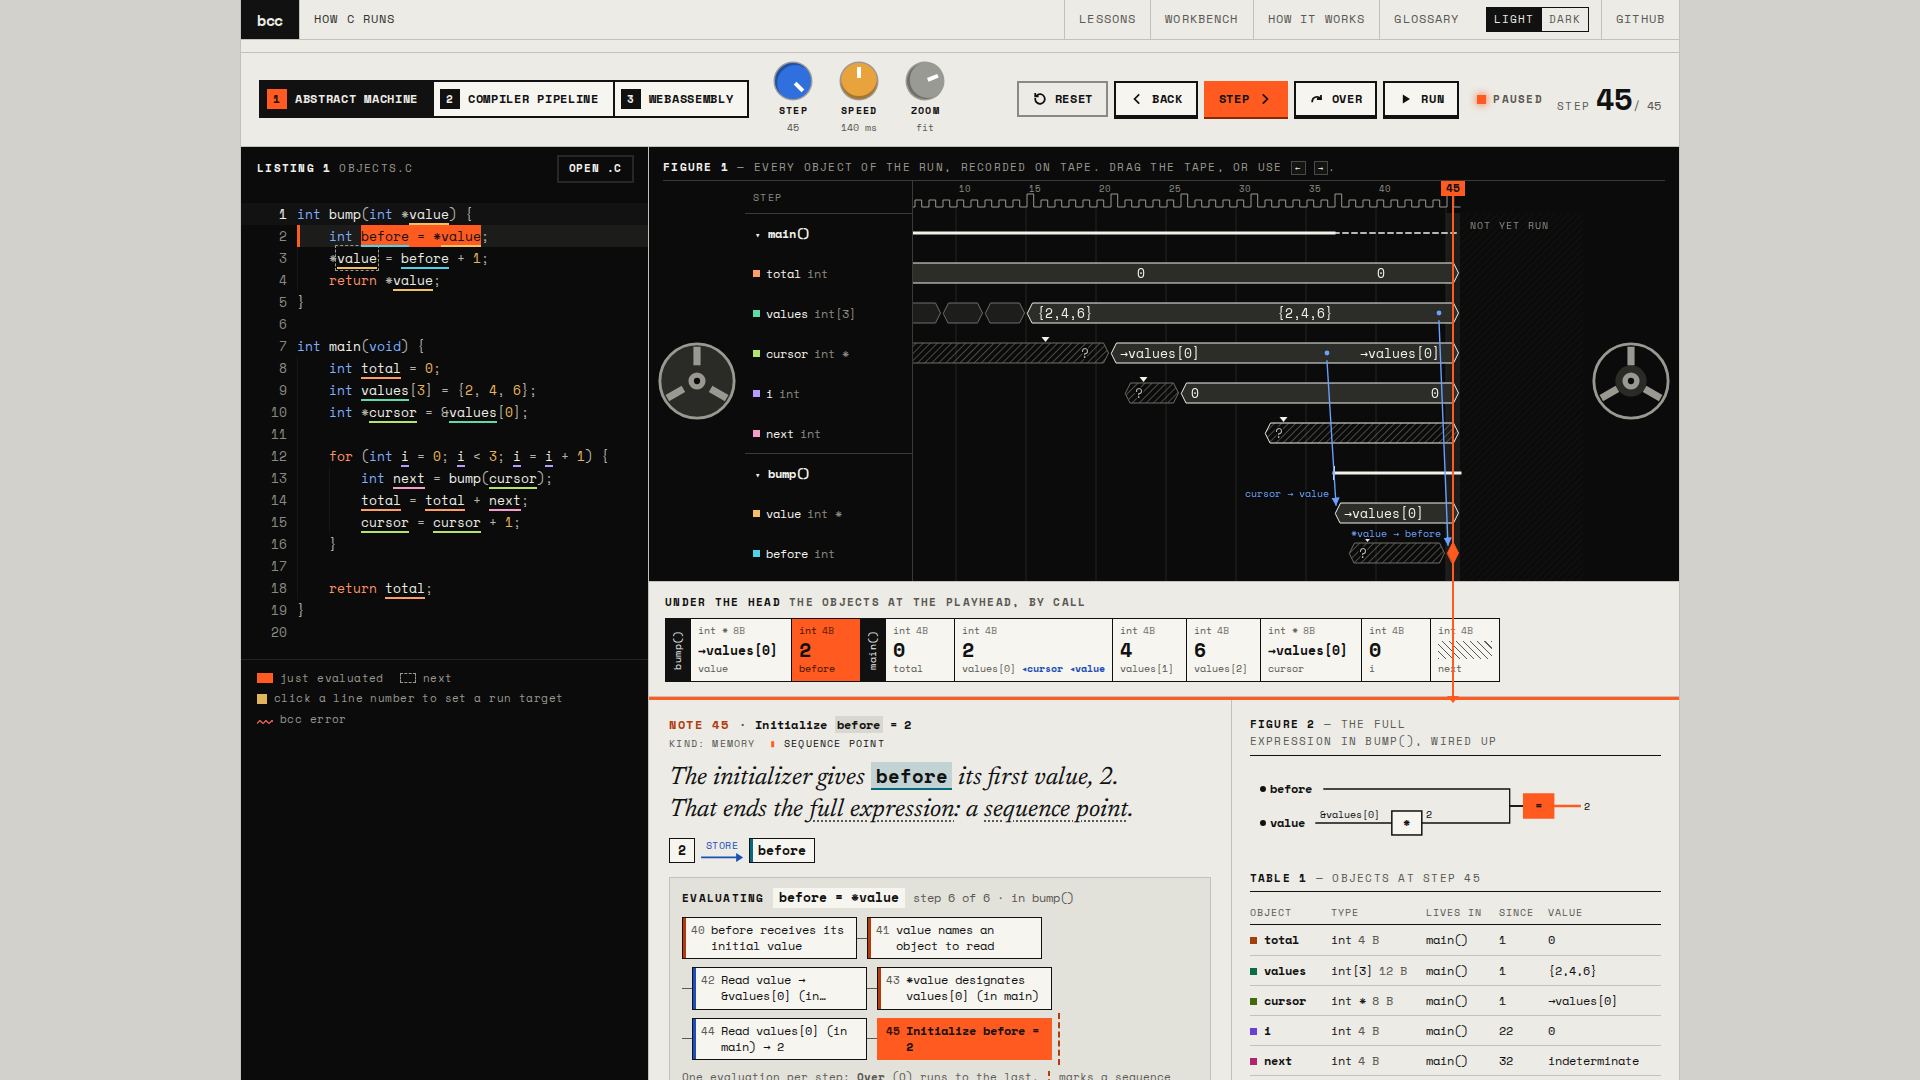 bcc HOW C RUNS LESSONS WORKBENCH HOW IT WORKS GLOSSARY LIGHT DARK GITHUB
1 ABSTRACT MACHINE 2 COMPILER PIPELINE 3 WEBASSEMBLY
STEP 45
SPEED 140 ms
ZOOM fit
RESET BACK STEP OVER RUN PAUSED STEP 45 / 45
LISTING 1 OBJECTS.C OPEN .C
1 int bump(int *value) {
2 int before = *value;
3 *value = before + 1;
4 return *value;
5 }
6
7 int main(void) {
8 int total = 0;
9 int values[3] = {2, 4, 6};
10 int *cursor = &values[0];
11
12 for (int i = 0; i < 3; i = i + 1) {
13 int next = bump(cursor);
14 total = total + next;
15 cursor = cursor + 1;
16 }
17
18 return total;
19 }
20
just evaluated next
click a line number to set a run target
bcc error
FIGURE 1 — EVERY OBJECT OF THE RUN, RECORDED ON TAPE. DRAG THE TAPE, OR USE ← →.
STEP 10 15 20 25 30 35 40 45
NOT YET RUN
▾ main()
total int 0 0
values int[3] {2,4,6} {2,4,6}
cursor int * ? →values[0] →values[0]
i int ? 0 0
next int ?
▾ bump()
cursor → value
value int * →values[0]
*value → before
before int ?
UNDER THE HEAD THE OBJECTS AT THE PLAYHEAD, BY CALL
bump()
int * 8B →values[0] value
int 4B 2 before
main()
int 4B 0 total
int 4B 2 values[0] ◂cursor ◂value
int 4B 4 values[1]
int 4B 6 values[2]
int * 8B →values[0] cursor
int 4B 0 i
int 4B next
NOTE 45 · Initialize before = 2
KIND: MEMORY SEQUENCE POINT
The initializer gives before its first value, 2.
That ends the full expression: a sequence point.
2 STORE before
EVALUATING before = *value step 6 of 6 · in bump()
40 before receives its initial value
41 value names an object to read
42 Read value → &values[0] (in…
43 *value designates values[0] (in main)
44 Read values[0] (in main) → 2
45 Initialize before = 2
One evaluation per step; Over (O) runs to the last. ¦ marks a sequence
FIGURE 2 — THE FULL
EXPRESSION IN BUMP(), WIRED UP
before
value &values[0] * 2 = 2
TABLE 1 — OBJECTS AT STEP 45
OBJECT TYPE LIVES IN SINCE VALUE
total int 4 B main() 1 0
values int[3] 12 B main() 1 {2,4,6}
cursor int * 8 B main() 1 →values[0]
i int 4 B main() 22 0
next int 4 B main() 32 indeterminate